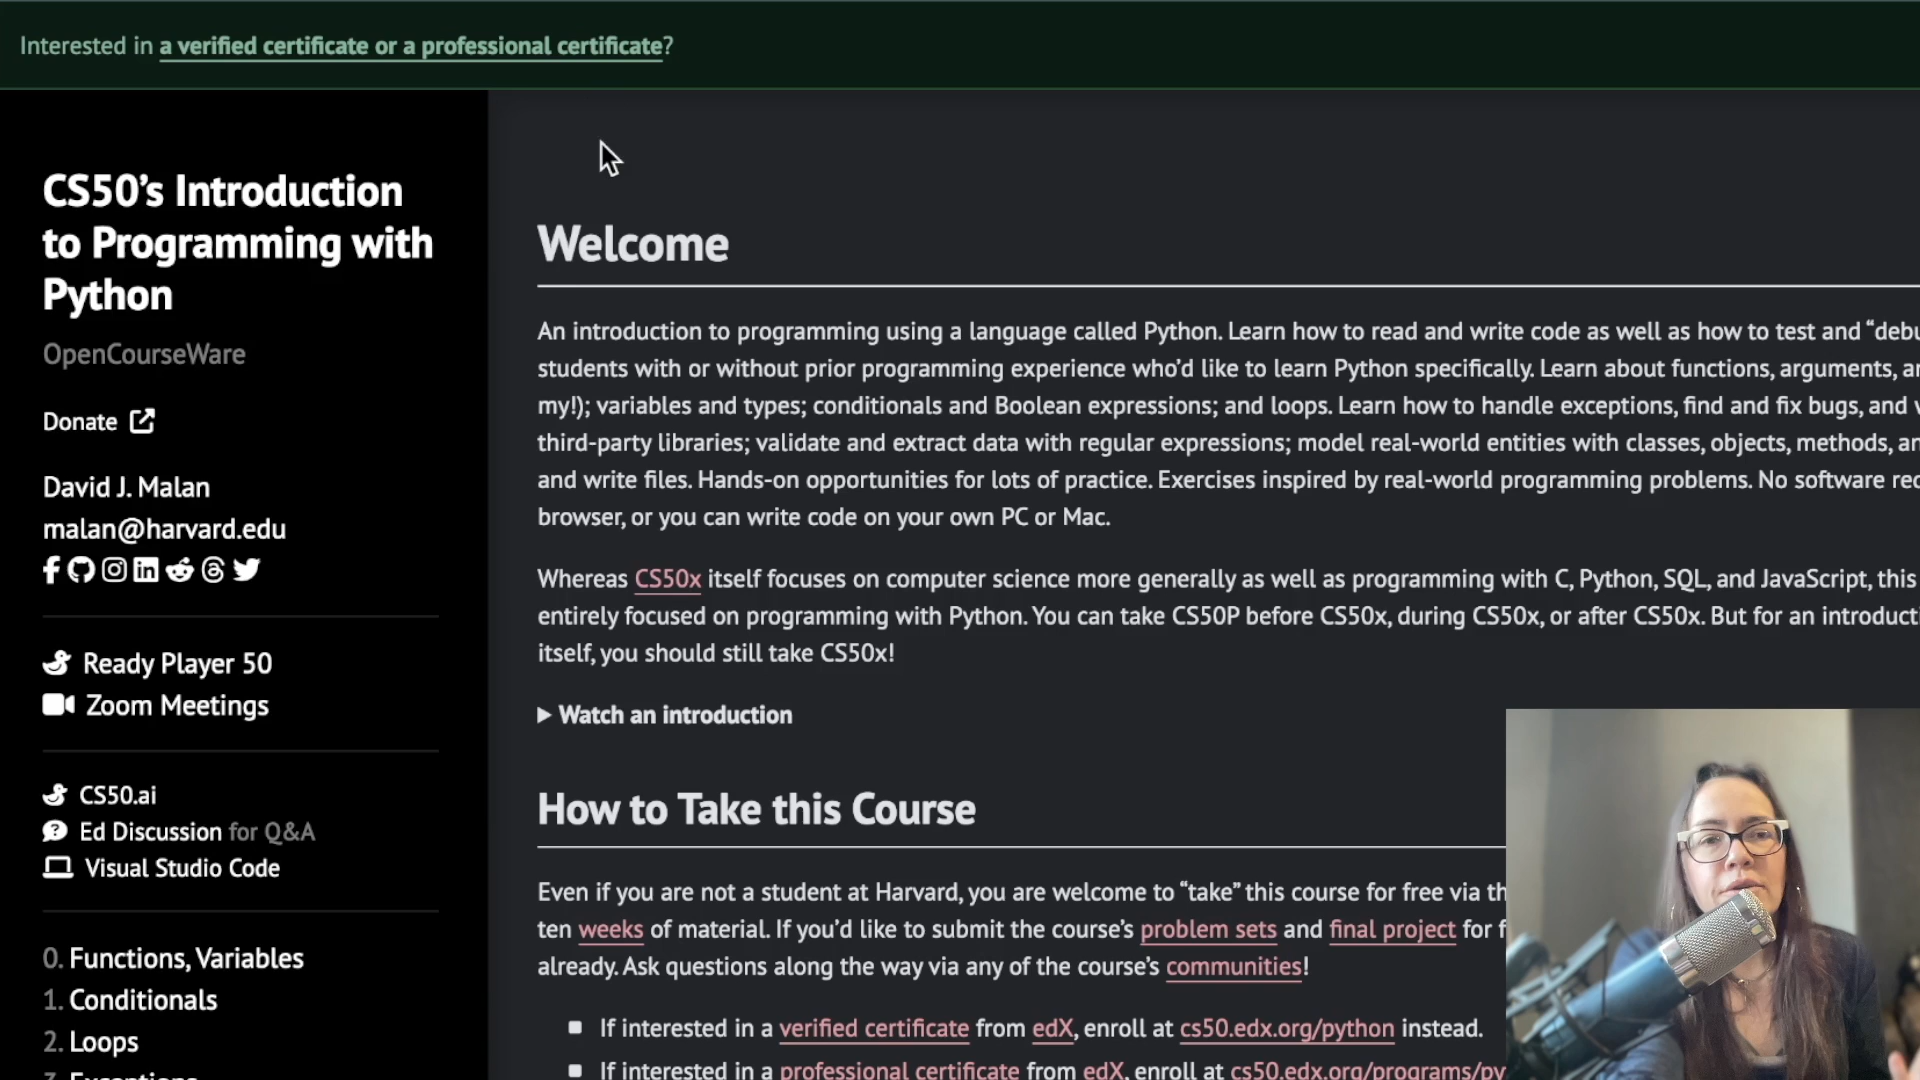 Interested in a verified certificate or a professional certificate?
CS50’s Introduction
to Programming with
Python
OpenCourseWare
Donate
David J. Malan
malan@harvard.edu
Ready Player 50
Zoom Meetings
CS50.ai
Ed Discussion for Q&A
Visual Studio Code
0. Functions, Variables
1. Conditionals
2. Loops
3. Exceptions
Welcome
An introduction to programming using a language called Python. Learn how to read and write code as well as how to test and “debu
students with or without prior programming experience who’d like to learn Python specifically. Learn about functions, arguments, a
my!); variables and types; conditionals and Boolean expressions; and loops. Learn how to handle exceptions, find and fix bugs, and
third-party libraries; validate and extract data with regular expressions; model real-world entities with classes, objects, methods, a
and write files. Hands-on opportunities for lots of practice. Exercises inspired by real-world programming problems. No software
browser, or you can write code on your own PC or Mac.
Whereas CS50x itself focuses on computer science more generally as well as programming with C, Python, SQL, and JavaScript, this
entirely focused on programming with Python. You can take CS50P before CS50x, during CS50x, or after CS50x. But for an introducti
itself, you should still take CS50x!
Watch an introduction
How to Take this Course
Even if you are not a student at Harvard, you are welcome to “take” this course for free via th
ten weeks of material. If you’d like to submit the course’s problem sets and final project for f
already. Ask questions along the way via any of the course’s communities!
If interested in a verified certificate from edX, enroll at cs50.edx.org/python instead.
If interested in a professional certificate from edX, enroll at cs50.edx.org/programs/py